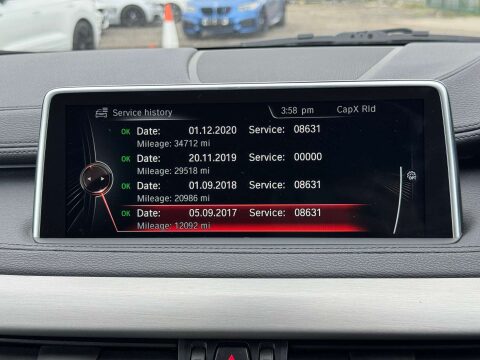 Service history 3:58 pm CapX Rld
OK Date: 01.12.2020 Service: 08631
Mileage: 34712 mi
OK Date: 20.11.2019 Service: 00000
Mileage: 29518 mi
OK Date: 01.09.2018 Service: 08631
Mileage: 20986 mi
OK Date: 05.09.2017 Service: 08631
Mileage: 12092 mi